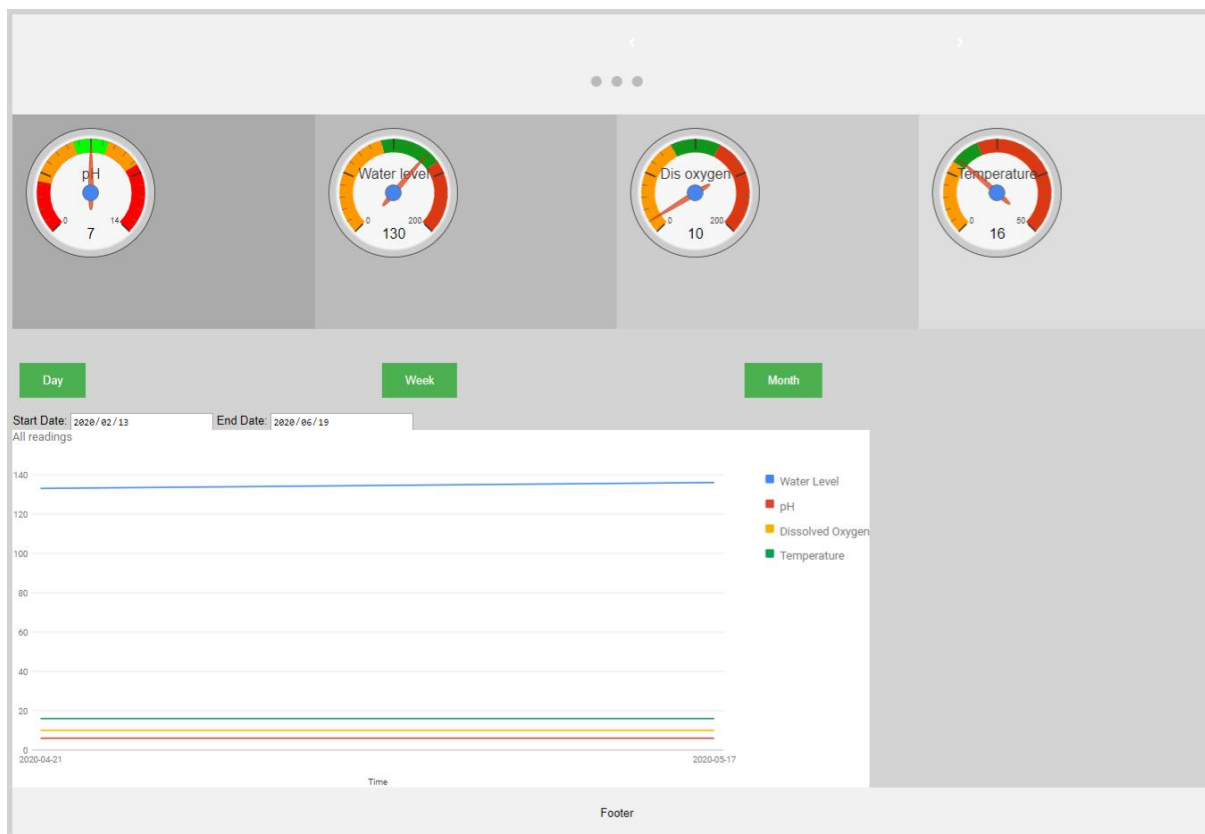 ‹ ›
pH
0 14
7
Water level
0 200
130
Dis oxygen
0 200
10
Temperature
0 50
16
Day Week Month
Start Date: 2020/02/13 End Date: 2020/06/19
All readings
140
120
100
80
60
40
20
0
2020-04-21 2020-05-17
Time
Water Level
pH
Dissolved Oxygen
Temperature
Footer